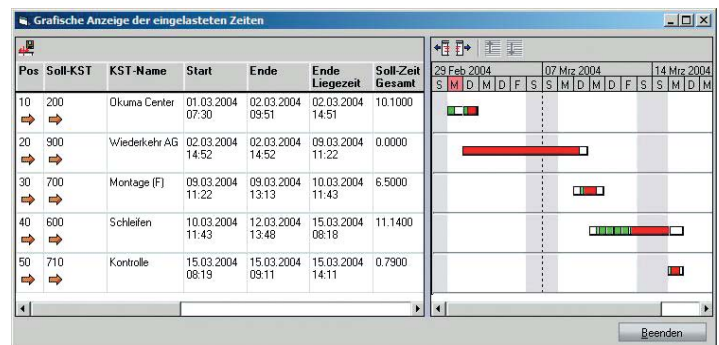 Grafische Anzeige der eingelasteten Zeiten
Pos Soll-KST KST-Name Start Ende Ende Liegezeit Soll-Zeit Gesamt
10 200 Okuma Center 01.03.2004 07:30 02.03.2004 09:51 02.03.2004 14:51 10.1000
20 900 Wiederkehr AG 02.03.2004 14:52 02.03.2004 14:52 09.03.2004 11:22 0.0000
30 700 Montage (F) 09.03.2004 11:22 09.03.2004 13:13 10.03.2004 11:43 6.5000
40 600 Schleifen 10.03.2004 11:43 12.03.2004 13:48 15.03.2004 08:18 11.1400
50 710 Kontrolle 15.03.2004 08:19 15.03.2004 09:11 15.03.2004 14:11 0.7900
29 Feb 2004 07 Mrz 2004 14 Mrz 2004
S M D M D F S S M D M D F S S M D M
Beenden